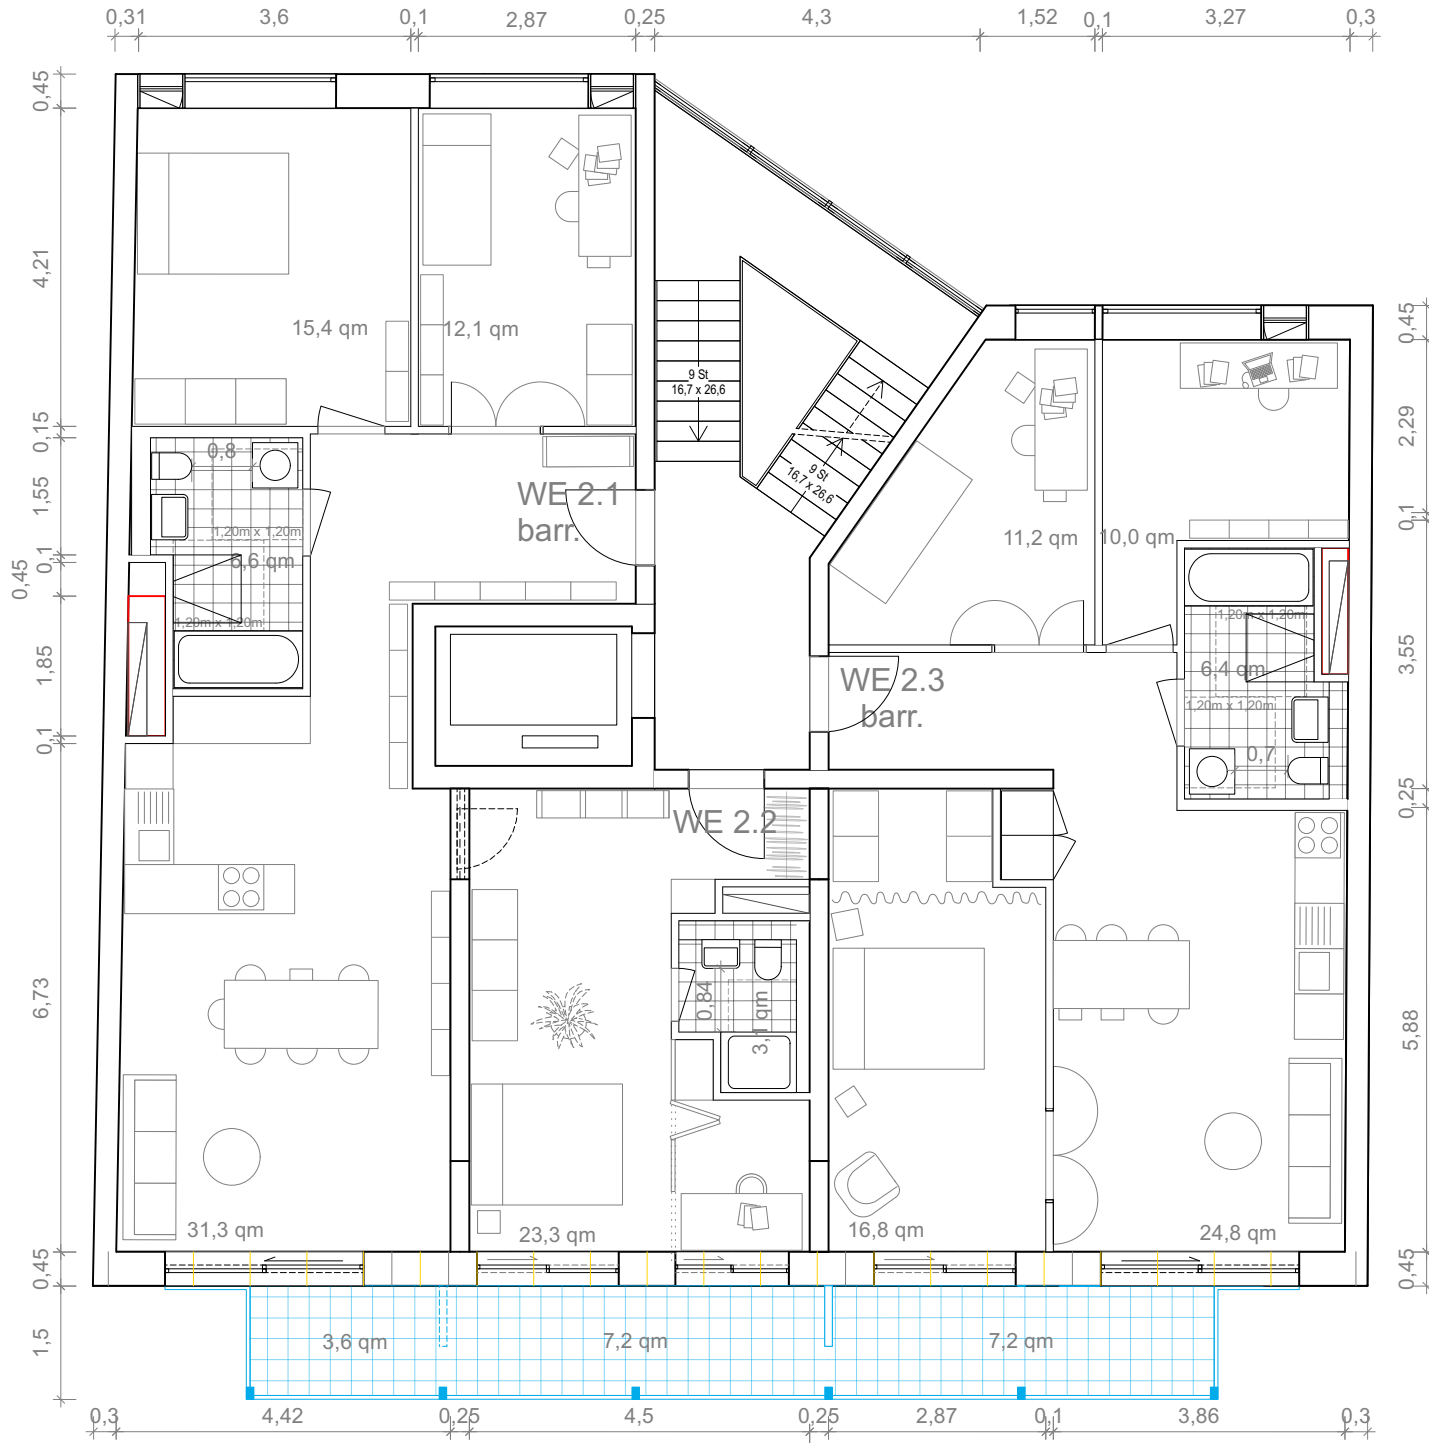 0,31 3,6 0,1 2,87 0,25 4,3 1,52 0,1 3,27 0,3
0,45
4,21
0,15
1,55
0,1
0,45
1,85
0,1
6,73
0,45
1,5
15,4 qm
12,1 qm
9 St
16,7 x 26,6
9 St
16,7 x 26,6
0,8
1,20m x 1,20m
6,6 qm
1,20m x 1,20m
WE 2.1
barr.
11,2 qm
10,0 qm
WE 2.3
barr.
1,20m x 1,20m
6,4 qm
1,20m x 1,20m
0,7
WE 2.2
0,84
3,1 qm
31,3 qm
23,3 qm
16,8 qm
24,8 qm
3,6 qm
7,2 qm
7,2 qm
0,45
2,29
0,1
3,55
0,25
5,88
0,45
0,3 4,42 0,25 4,5 0,25 2,87 0,1 3,86 0,3